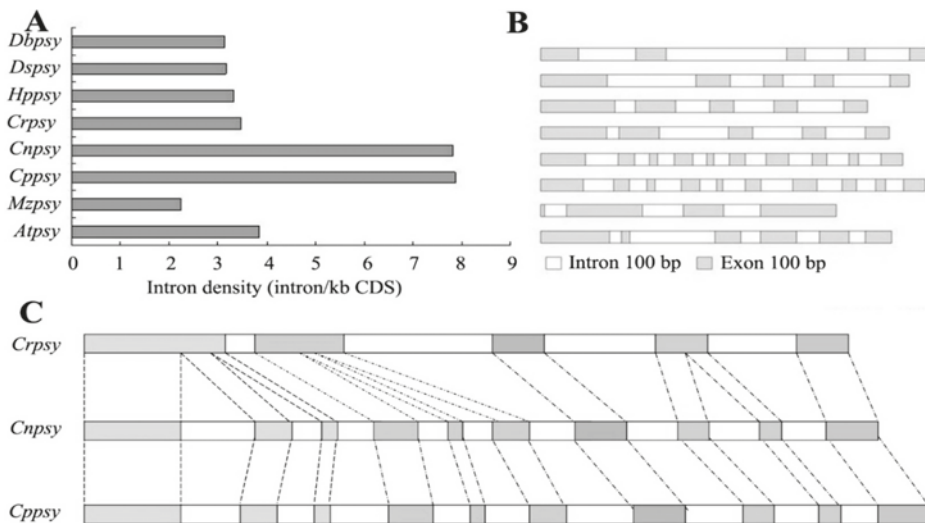 A
Dbpsy
Dspsy
Hppsy
Crpsy
Cnpsy
Cppsy
Mzpsy
Atpsy
0 1 2 3 4 5 6 7 8 9
Intron density (intron/kb CDS)
B
Intron 100 bp Exon 100 bp
C
Crpsy
Cnpsy
Cppsy